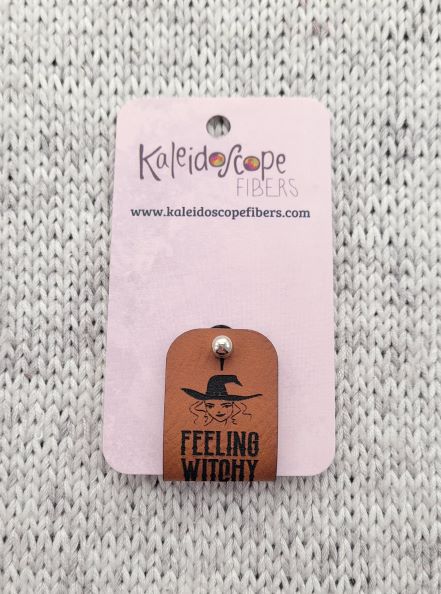 Kaleidoscope
FIBERS
www.kaleidoscopefibers.com
FEELING
WITCHY